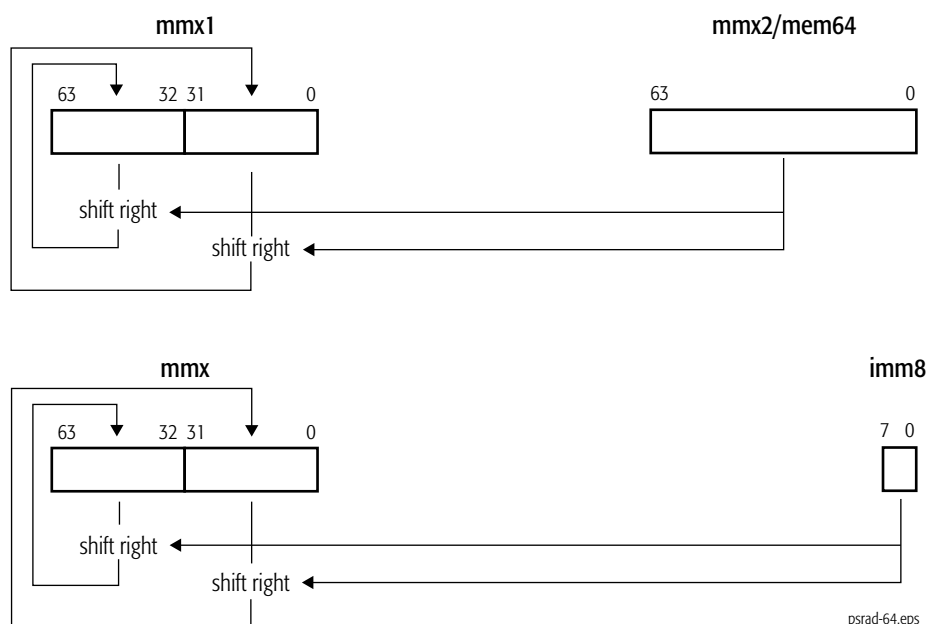 mmx1 mmx2/mem64
63 32 31 0 63 0
shift right
shift right
mmx imm8
63 32 31 0 7 0
shift right
shift right
psrad-64.eps